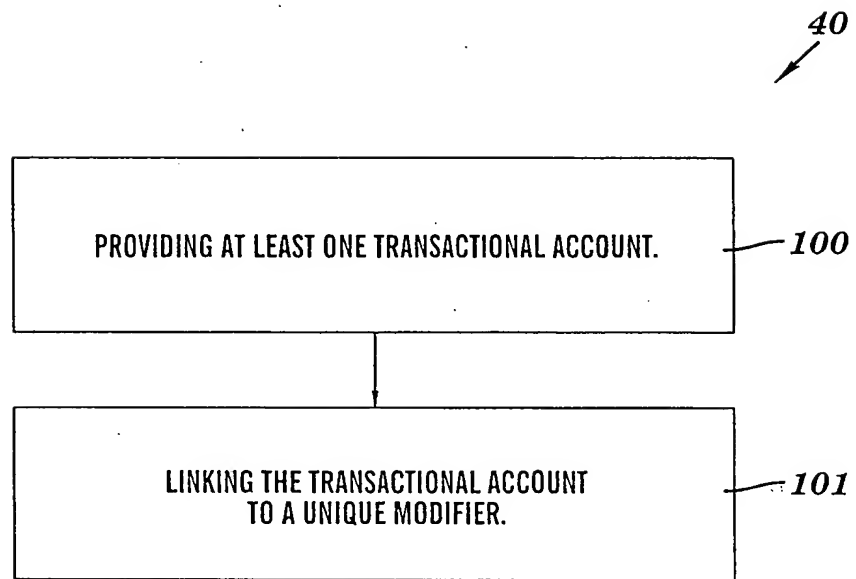 40
PROVIDING AT LEAST ONE TRANSACTIONAL ACCOUNT.
100
LINKING THE TRANSACTIONAL ACCOUNT
TO A UNIQUE MODIFIER.
101